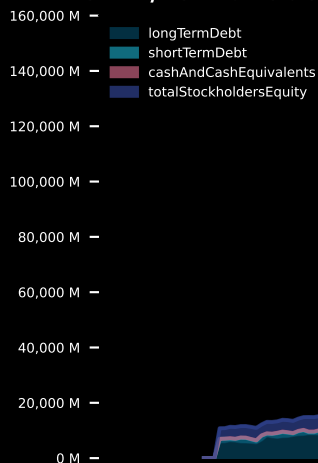 160,000 M
longTermDebt
shortTermDebt
140,000 M
cashAndCashEquivalents
totalStockholdersEquity
120,000 M
100,000 M
80,000 M
60,000 M
40,000 M
20,000 M
0 M